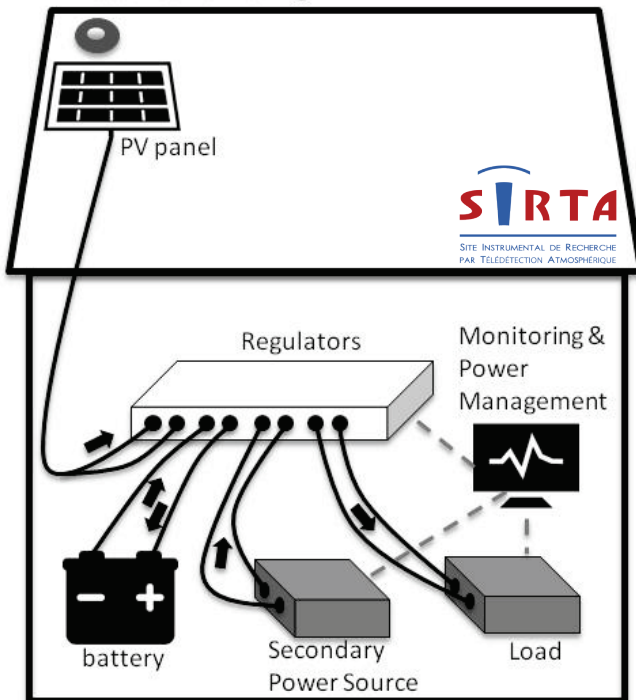 PV panel
SIRTA
SITE INSTRUMENTAL DE RECHERCHE
PAR TÉLÉDÉTECTION ATMOSPHÉRIQUE
Regulators
Monitoring &
Power
Management
battery
Secondary
Power Source
Load